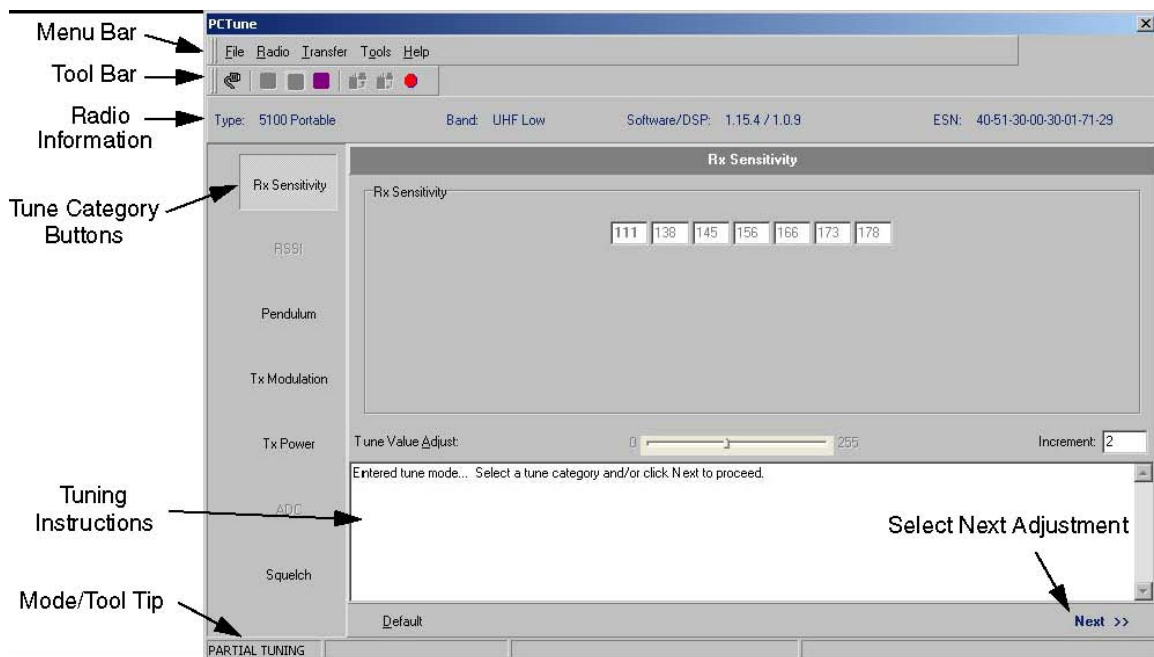 PCTune
Menu Bar
File Radio Transfer Tools Help
Tool Bar
Radio Information
Type: 5100 Portable Band: UHF Low Software/DSP: 1.15.4 / 1.0.9 ESN: 40-51-30-00-30-01-71-29
Rx Sensitivity
Tune Category Buttons
Rx Sensitivity
RSSI
Pendulum
Tx Modulation
Tx Power
ADC
Squelch
Rx Sensitivity
111 138 145 156 166 173 178
Tune Value Adjust: 0 255 Increment: 2
Entered tune mode... Select a tune category and/or click Next to proceed.
Tuning Instructions
Select Next Adjustment
Mode/Tool Tip
Default Next >>
PARTIAL TUNING